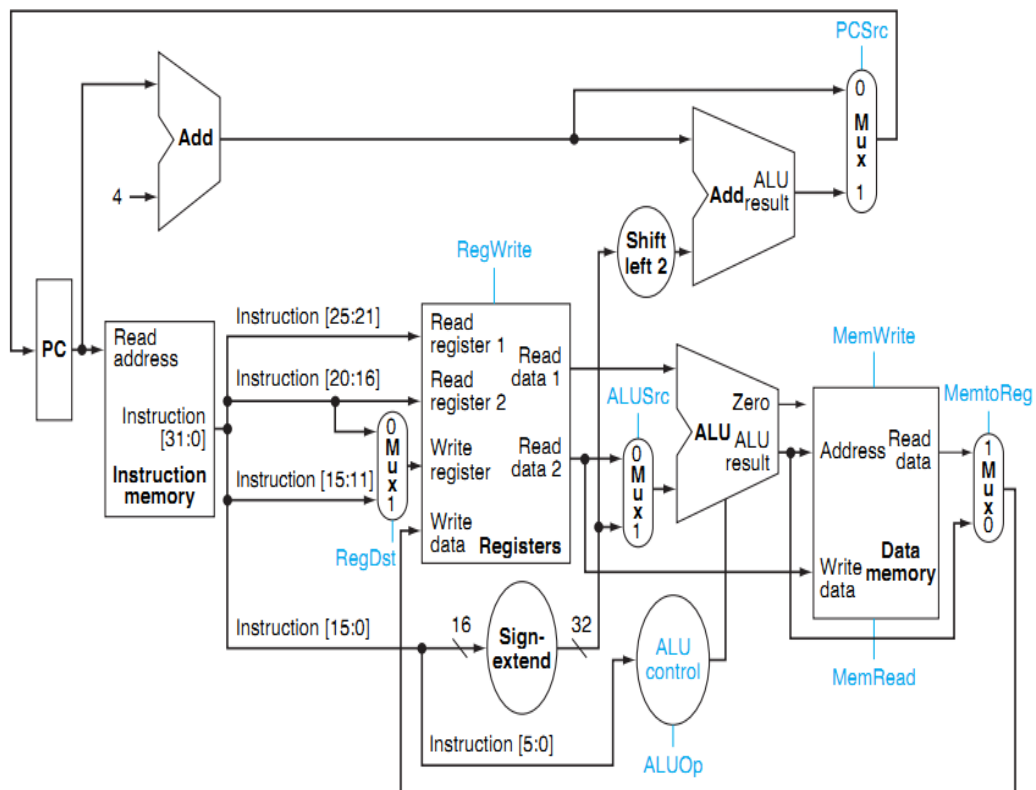 PCSrc
0
M
u
x
1
Add
4
Add
ALU
result
Shift
left 2
RegWrite
PC
Read
address
Instruction
[31:0]
Instruction
memory
Instruction [25:21]
Instruction [20:16]
Instruction [15:11]
0
M
u
x
1
RegDst
Read
register 1
Read
register 2
Write
register
Write
data
Read
data 1
Read
data 2
Registers
ALUSrc
0
M
u
x
1
Zero
ALU
ALU
result
MemWrite
Address
Read
data
Write
data
Data
memory
MemRead
MemtoReg
1
M
u
x
0
Instruction [15:0]
16
Sign-
extend
32
ALU
control
Instruction [5:0]
ALUOp